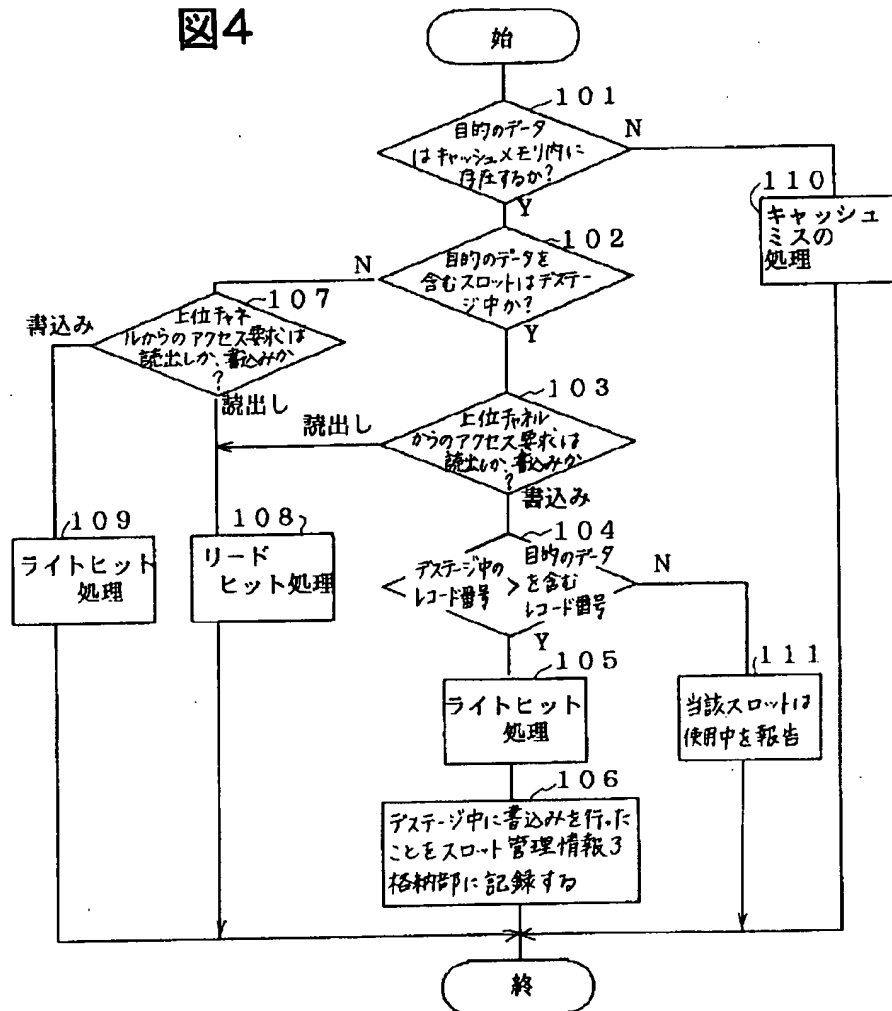 図4
始
101
目的のデータ
はキャッシュメモリ内に
存在するか?
N
Y
110
キャッシュ
ミスの
処理
102
目的のデータを
含むスロットはデステー
ジ中か?
N
Y
107
上位チャネ
ルからのアクセス要求は
読出しか、書込みか
?
書込み
読出し
103
上位チャネル
からのアクセス要求は
読出しか、書込みか
?
読出し
書込み
109
ライトヒット
処理
108
リード
ヒット処理
104
デステージ中の
レコード番号
>
目的のデータ
を含む
レコード番号
N
Y
105
ライトヒット
処理
111
当該スロットは
使用中を報告
106
デステージ中に書込みを行った
ことをスロット管理情報3
格納部に記録する
終